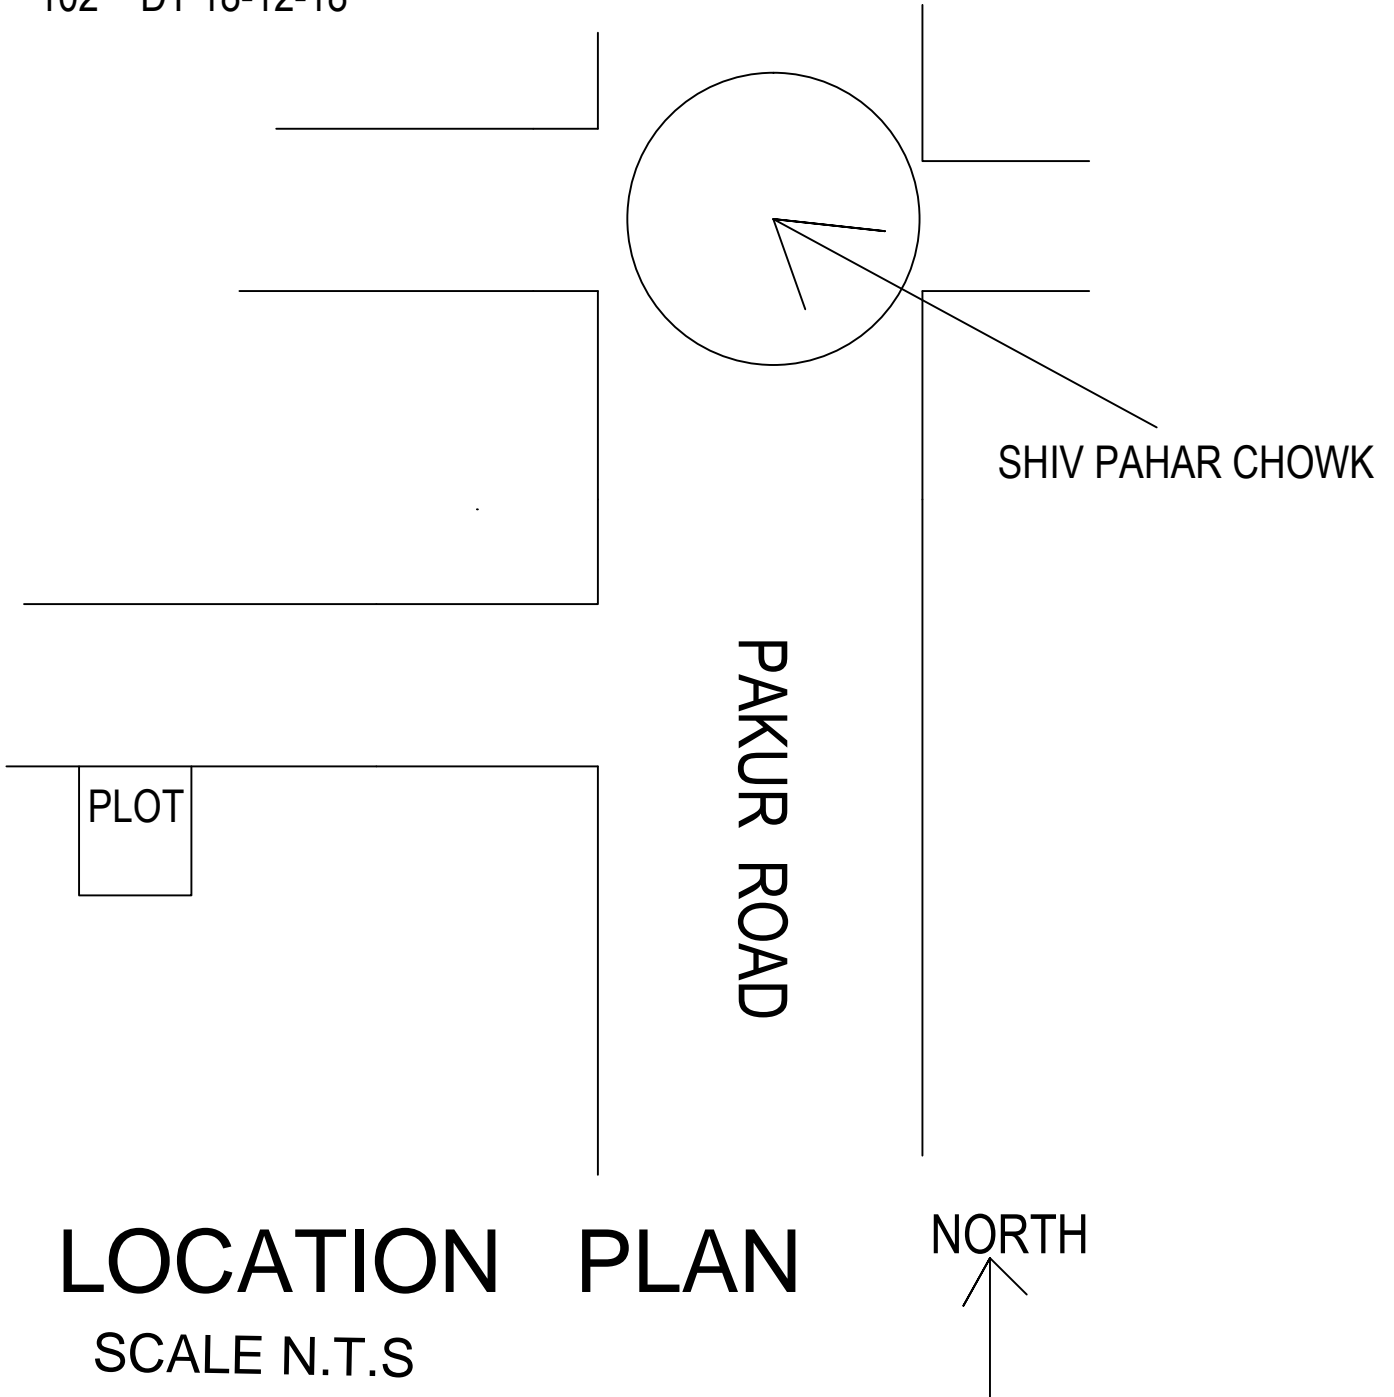 SHIV PAHAR CHOWK
PAKUR ROAD
PLOT
LOCATION PLAN
NORTH
SCALE N.T.S